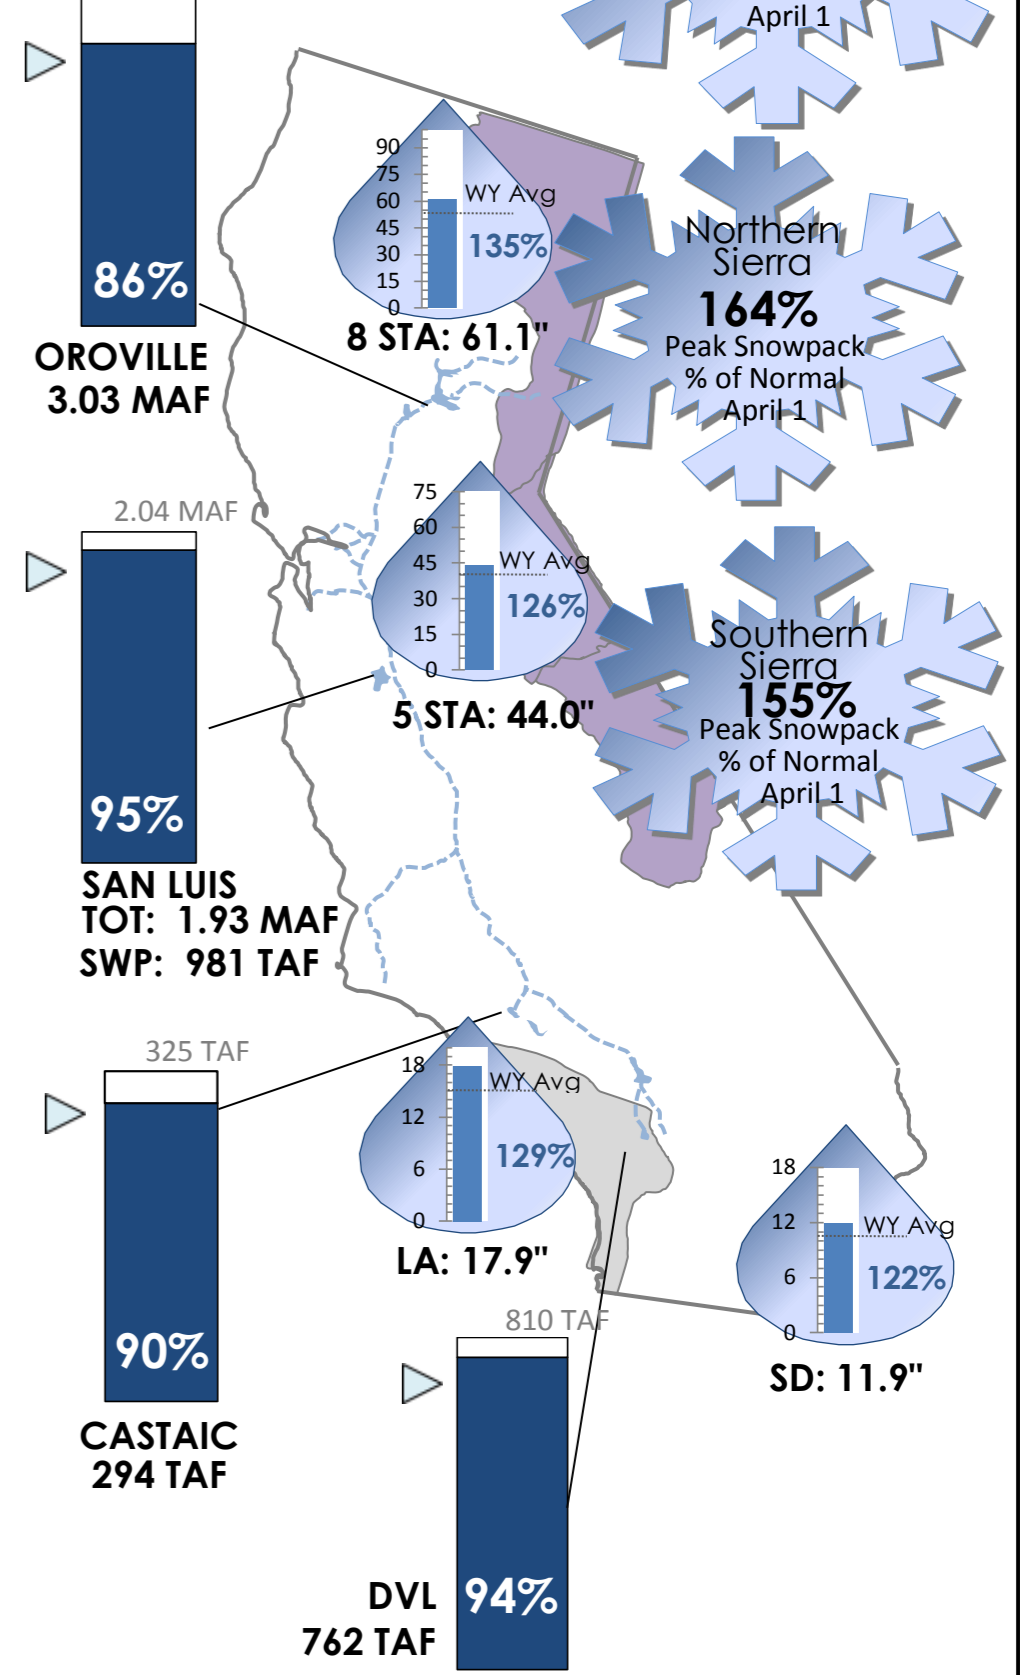 April 1
86%
OROVILLE
3.03 MAF
90
75
60
45
30
15
0
WY Avg
135%
8 STA: 61.1"
Northern
Sierra
164%
Peak Snowpack
% of Normal
April 1
2.04 MAF
95%
SAN LUIS
TOT: 1.93 MAF
SWP: 981 TAF
75
60
45
30
15
0
WY Avg
126%
5 STA: 44.0"
Southern
Sierra
155%
Peak Snowpack
% of Normal
April 1
325 TAF
90%
CASTAIC
294 TAF
18
12
6
0
WY Avg
129%
LA: 17.9"
18
12
6
0
WY Avg
122%
SD: 11.9"
810 TAF
94%
DVL
762 TAF